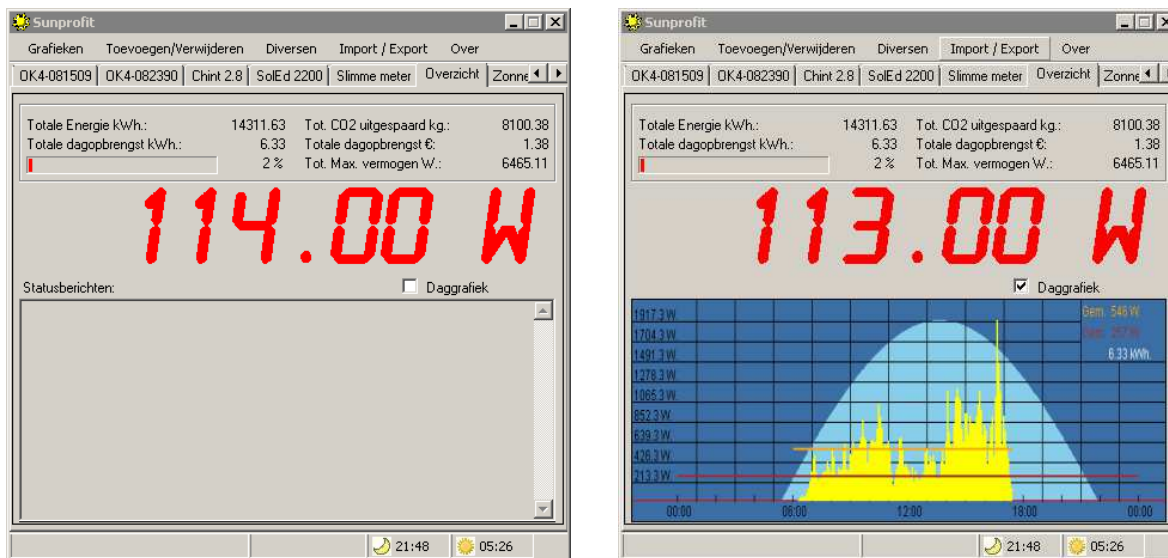 Sunprofit
Grafieken Toevoegen/Verwijderen Diversen Import / Export Over
OK4-081509 OK4-082390 Chint 2.8 SolEd 2200 Slimme meter Overzicht Zonne
Totale Energie kWh.: 14311.63 Tot. CO2 uitgespaard kg.: 8100.38
Totale dagopbrengst kWh.: 6.33 Totale dagopbrengst €: 1.38
2 % Tot. Max. vermogen W.: 6465.11
114.00 W
Statusberichten: Daggrafiek
21:48 05:26
Sunprofit
Grafieken Toevoegen/Verwijderen Diversen Import / Export Over
OK4-081509 OK4-082390 Chint 2.8 SolEd 2200 Slimme meter Overzicht Zonne
Totale Energie kWh.: 14311.63 Tot. CO2 uitgespaard kg.: 8100.38
Totale dagopbrengst kWh.: 6.33 Totale dagopbrengst €: 1.38
2 % Tot. Max. vermogen W.: 6465.11
113.00 W
Daggrafiek
1917.3 W. Gem. 546 W
1704.3 W.
1491.3 W. 6.33 kWh.
1278.3 W.
1065.3 W.
852.3 W.
639.3 W.
426.3 W.
213.3 W.
00:00 06:00 12:00 18:00 00:00
21:48 05:26